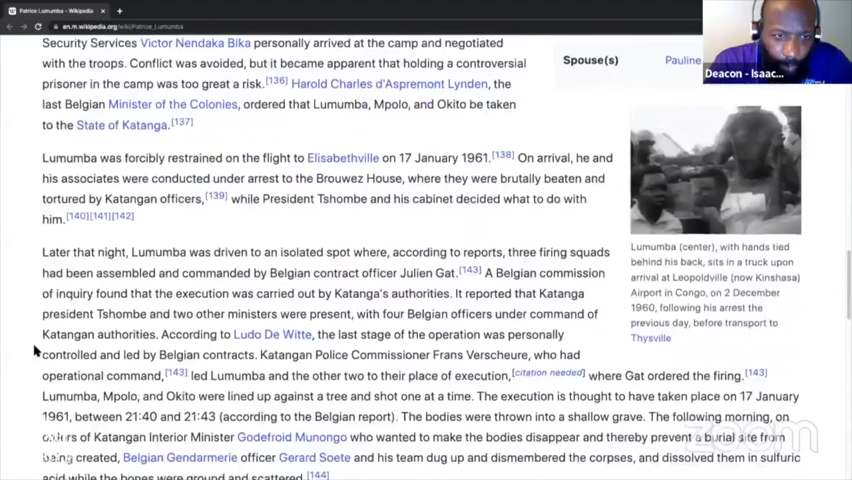 Patrice Lumumba - Wikipedia
en.m.wikipedia.org/wiki/Patrice_Lumumba
Deacon - Isaac...
Spouse(s)
Pauline
Security Services Victor Nendaka Bika personally arrived at the camp and negotiated
with the troops. Conflict was avoided, but it became apparent that holding a controversial
prisoner in the camp was too great a risk.[136] Harold Charles d'Aspremont Lynden, the
last Belgian Minister of the Colonies, ordered that Lumumba, Mpolo, and Okito be taken
to the State of Katanga.[137]
Lumumba was forcibly restrained on the flight to Elisabethville on 17 January 1961.[138] On arrival, he and
his associates were conducted under arrest to the Brouwez House, where they were brutally beaten and
tortured by Katangan officers,[139] while President Tshombe and his cabinet decided what to do with
him.[140][141][142]
Later that night, Lumumba was driven to an isolated spot where, according to reports, three firing squads
had been assembled and commanded by Belgian contract officer Julien Gat.[143] A Belgian commission
of inquiry found that the execution was carried out by Katanga's authorities. It reported that Katanga
president Tshombe and two other ministers were present, with four Belgian officers under command of
Katangan authorities. According to Ludo De Witte, the last stage of the operation was personally
controlled and led by Belgian contracts. Katangan Police Commissioner Frans Verscheure, who had
operational command,[143] led Lumumba and the other two to their place of execution,[citation needed] where Gat ordered the firing.[143]
Lumumba, Mpolo, and Okito were lined up against a tree and shot one at a time. The execution is thought to have taken place on 17 January
1961, between 21:40 and 21:43 (according to the Belgian report). The bodies were thrown into a shallow grave. The following morning, on
orders of Katangan Interior Minister Godefroid Munongo who wanted to make the bodies disappear and thereby prevent a burial site from
being created, Belgian Gendarmerie officer Gerard Soete and his team dug up and dismembered the corpses, and dissolved them in sulfuric
acid while the bones were ground and scattered.[144]
Lumumba (center), with hands tied
behind his back, sits in a truck upon
arrival at Leopoldville (now Kinshasa)
Airport in Congo, on 2 December
1960, following his arrest the
previous day, before transport to
Thysville
zoom